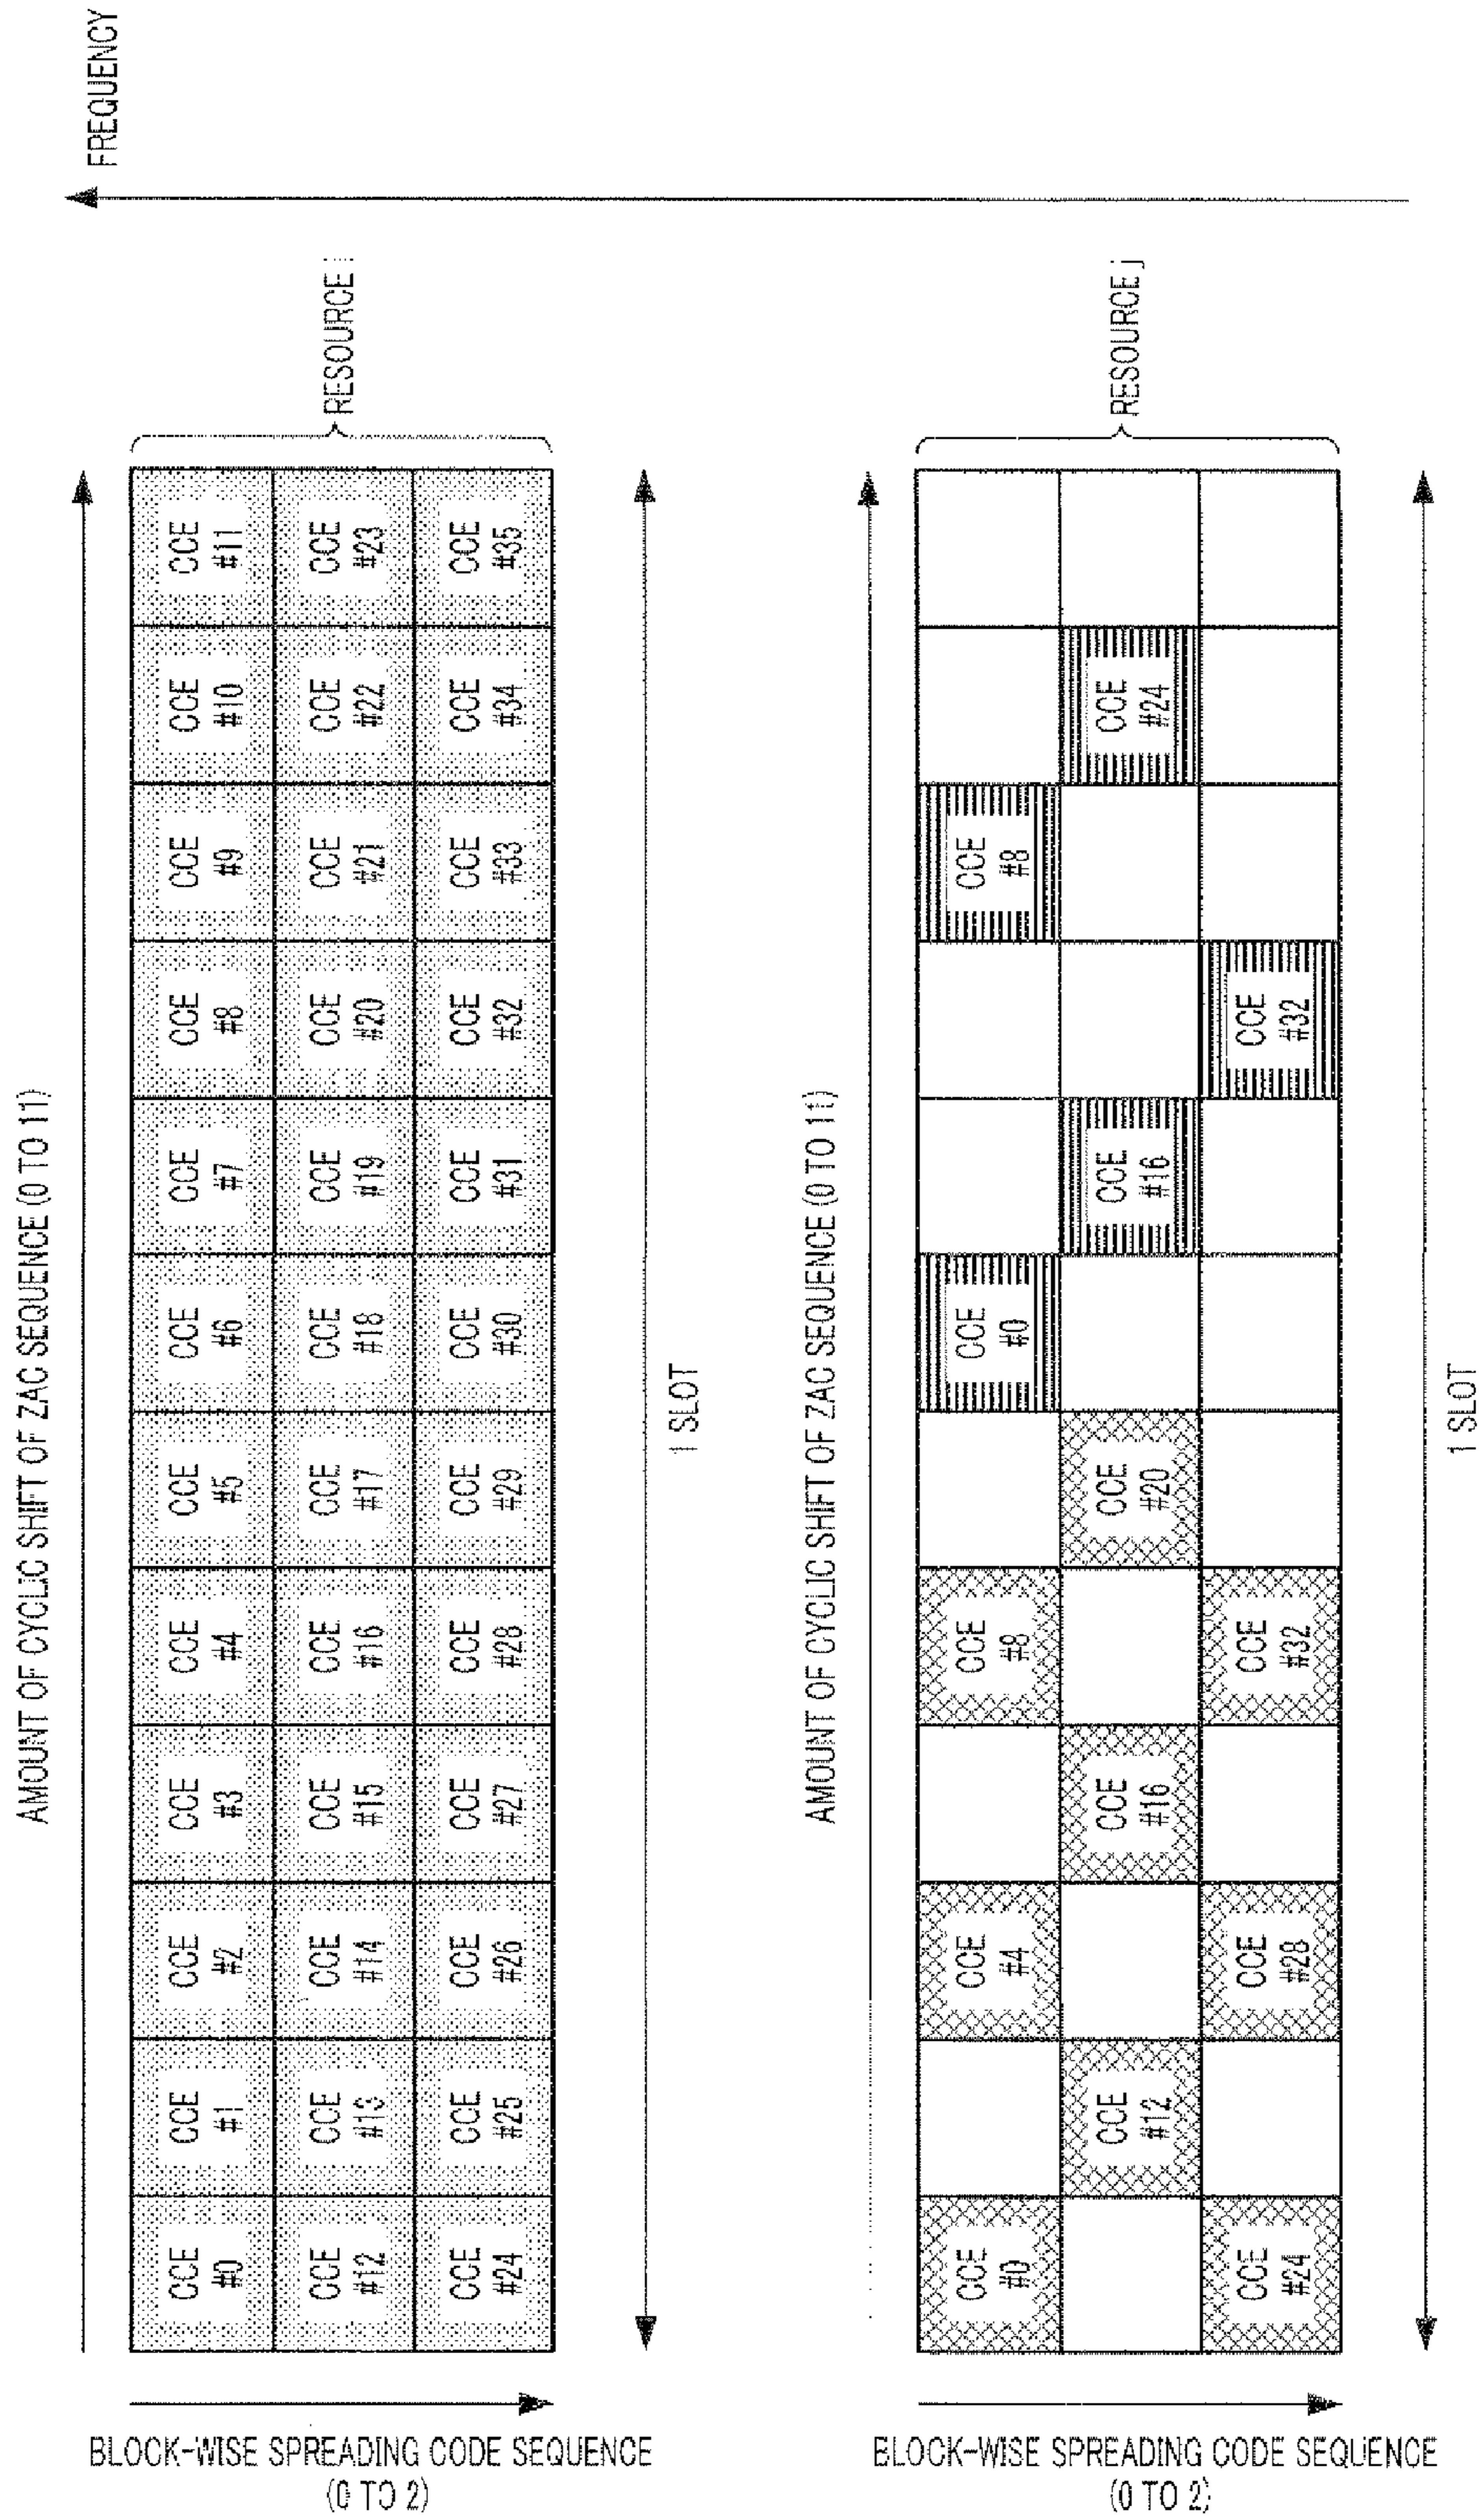 AMOUNT OF CYCLIC SHIFT OF ZAC SEQUENCE (0 TO 11)
BLOCK-WISE SPREADING CODE SEQUENCE
(0 TO 2)
CCE CCE CCE CCE CCE CCE CCE CCE CCE CCE CCE CCE
#0 #1 #2 #3 #4 #5 #6 #7 #8 #9 #10 #11
CCE CCE CCE CCE CCE CCE CCE CCE CCE CCE CCE CCE
#12 #13 #14 #15 #16 #17 #18 #19 #20 #21 #22 #23
CCE CCE CCE CCE CCE CCE CCE CCE CCE CCE CCE CCE
#24 #25 #26 #27 #28 #29 #30 #31 #32 #33 #34 #35
RESOURCE i
1 SLOT
FREQUENCY
AMOUNT OF CYCLIC SHIFT OF ZAC SEQUENCE (0 TO 11)
BLOCK-WISE SPREADING CODE SEQUENCE
(0 TO 2)
CCE CCE CCE CCE CCE
#0 #4 #8 #0 #8
CCE CCE CCE CCE CCE
#12 #16 #20 #16 #24
CCE CCE CCE CCE
#24 #28 #32 #32
RESOURCE j
1 SLOT